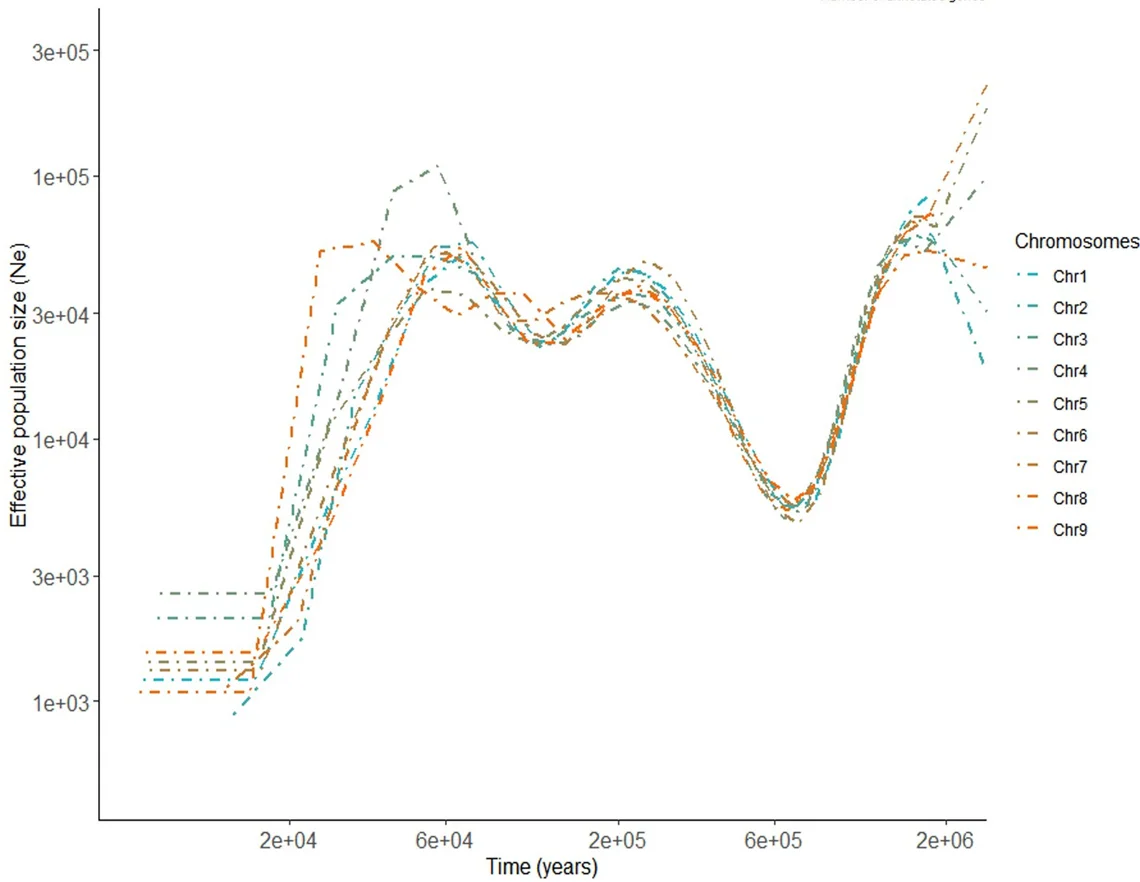 3e+05
1e+05
3e+04
1e+04
3e+03
1e+03
Effective population size (Ne)
2e+04
6e+04
2e+05
6e+05
2e+06
Time (years)
Chromosomes
Chr1
Chr2
Chr3
Chr4
Chr5
Chr6
Chr7
Chr8
Chr9